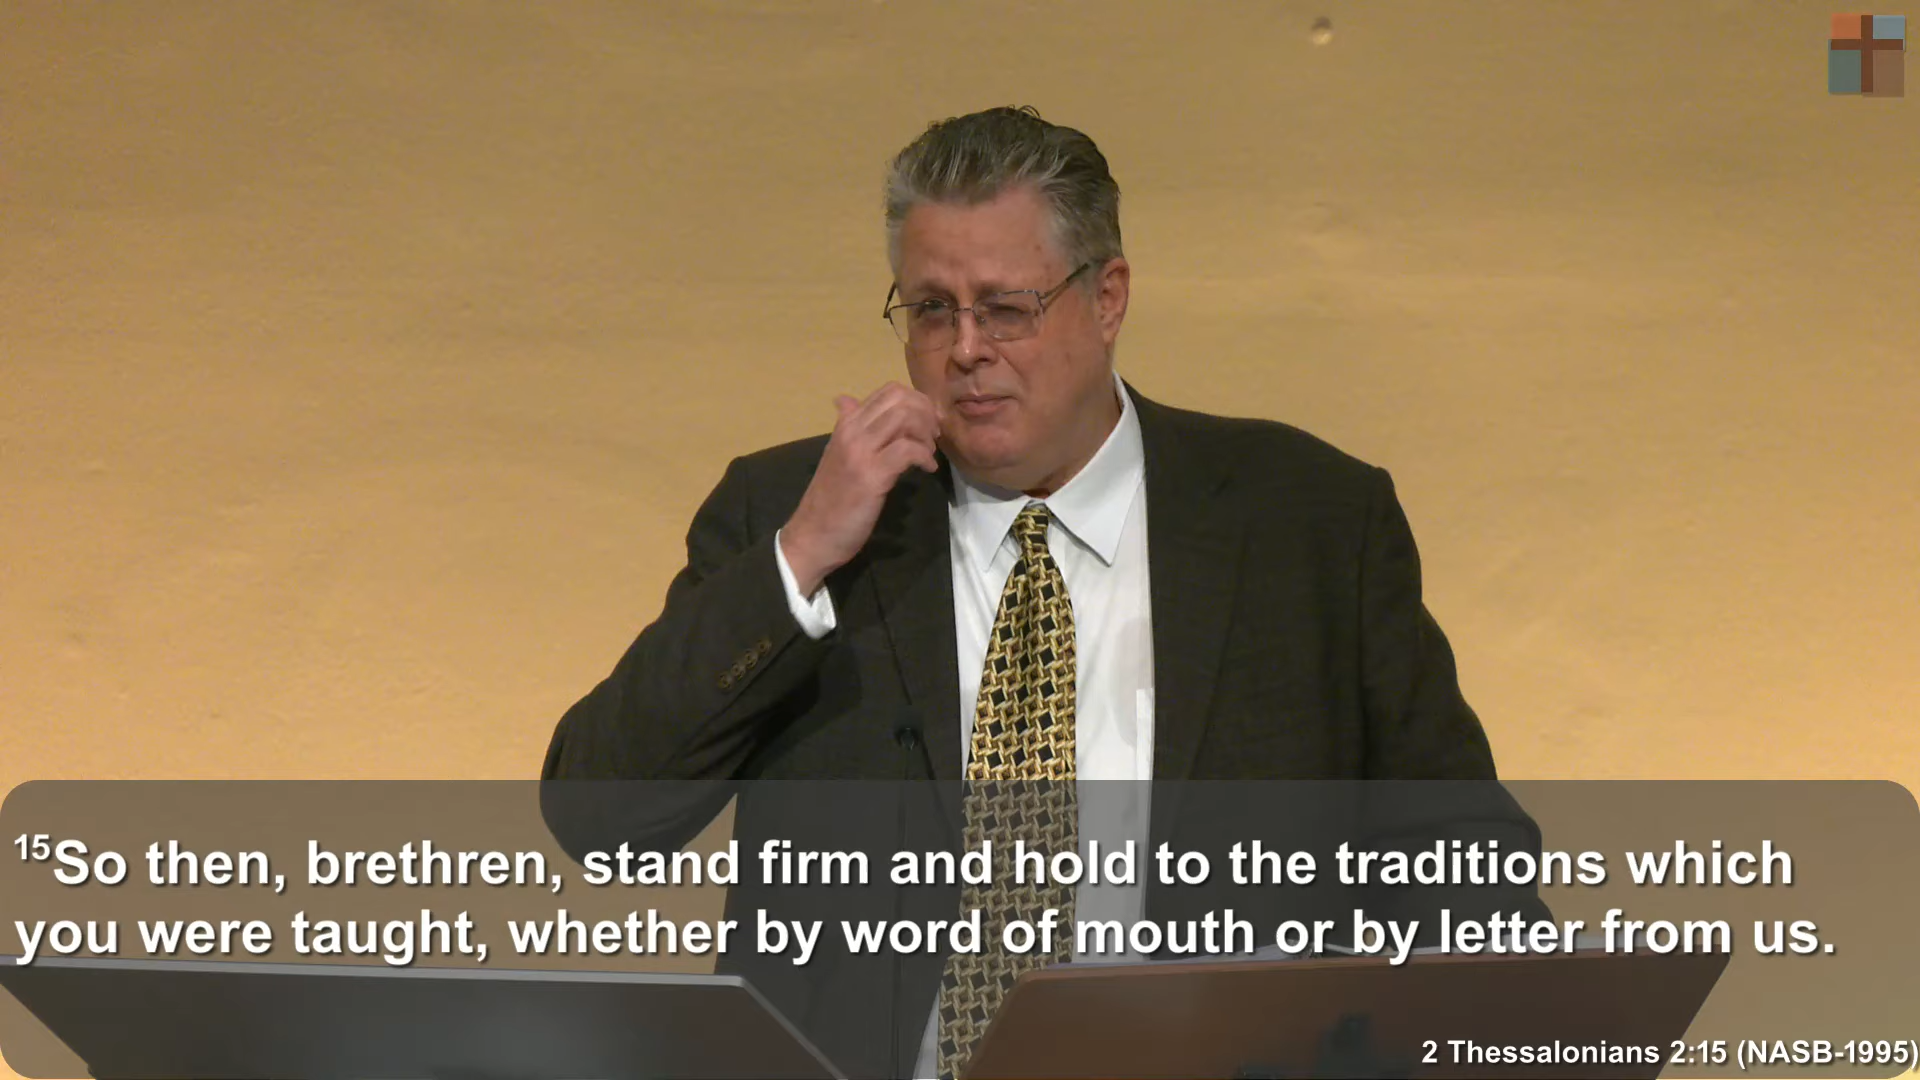 15So then, brethren, stand firm and hold to the traditions which
you were taught, whether by word of mouth or by letter from us.
2 Thessalonians 2:15 (NASB-1995)